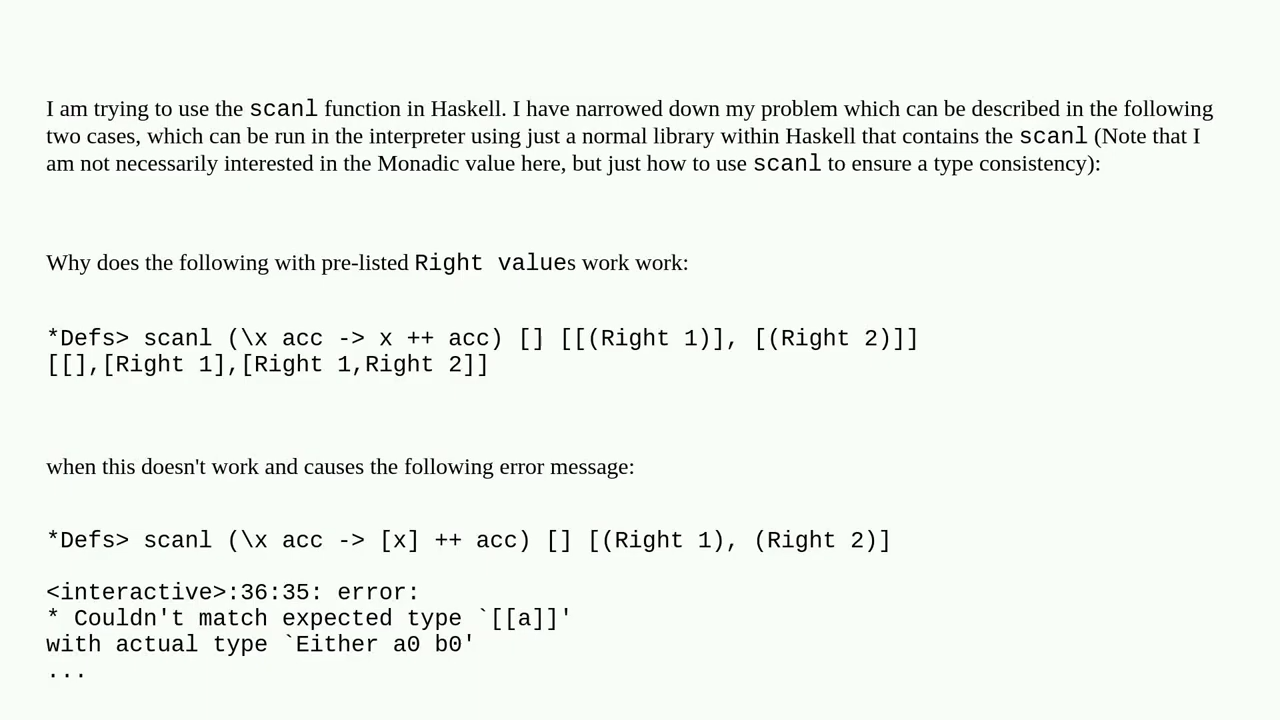 I am trying to use the scanl function in Haskell. I have narrowed down my problem which can be described in the following
two cases, which can be run in the interpreter using just a normal library within Haskell that contains the scanl (Note that I
am not necessarily interested in the Monadic value here, but just how to use scanl to ensure a type consistency):
Why does the following with pre-listed Right values work work:
*Defs> scanl (\x acc -> x ++ acc) [] [[(Right 1)], [(Right 2)]]
[[],[Right 1],[Right 1,Right 2]]
when this doesn't work and causes the following error message:
*Defs> scanl (\x acc -> [x] ++ acc) [] [(Right 1), (Right 2)]
<interactive>:36:35: error:
* Couldn't match expected type `[[a]]'
with actual type `Either a0 b0'
...